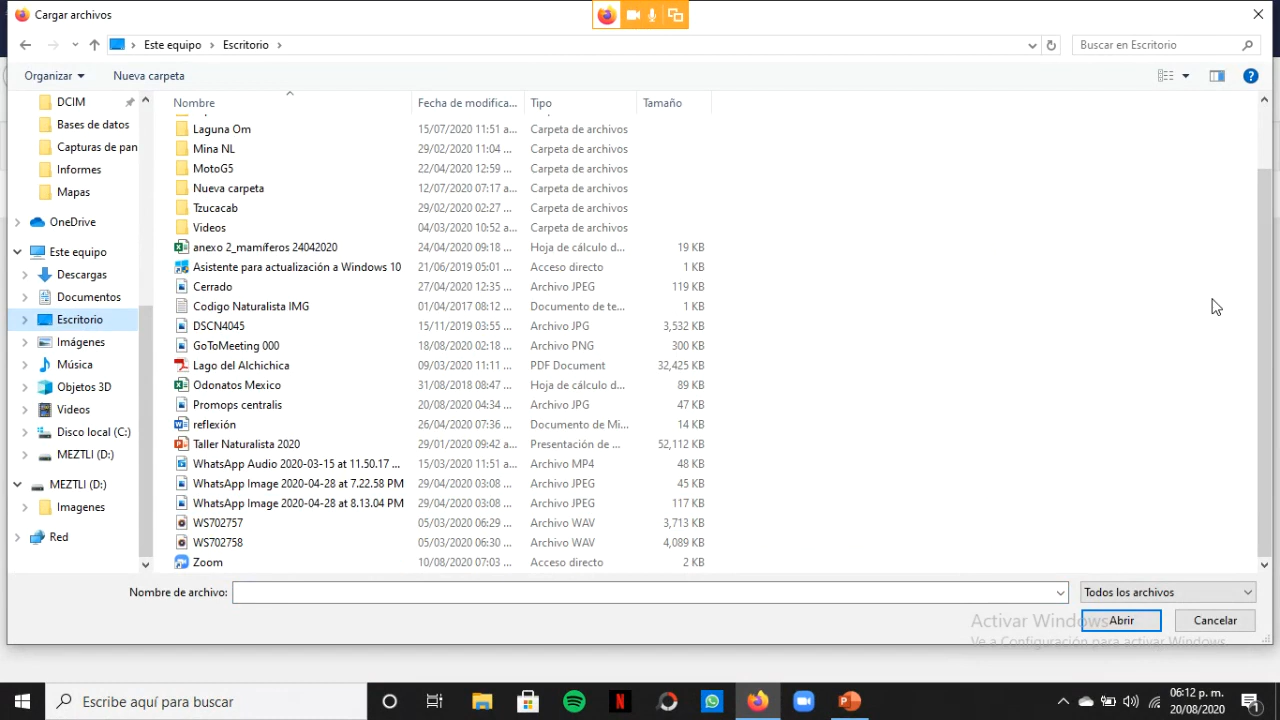 Cargar archivos
Este equipo > Escritorio >
Buscar en Escritorio
Organizar
Nueva carpeta
Nombre
Fecha de modifica...
Tipo
Tamaño
DCIM
Bases de datos
Capturas de pan
Informes
Mapas
OneDrive
Este equipo
Descargas
Documentos
Escritorio
Imágenes
Música
Objetos 3D
Videos
Disco local (C:)
MEZTLI (D:)
MEZTLI (D:)
Imagenes
Red
Laguna Om 15/07/2020 11:51 a... Carpeta de archivos
Mina NL 29/02/2020 11:04 ... Carpeta de archivos
MotoG5 22/04/2020 12:59 ... Carpeta de archivos
Nueva carpeta 12/07/2020 07:17 a... Carpeta de archivos
Tzucacab 29/02/2020 02:27 ... Carpeta de archivos
Videos 04/03/2020 10:52 a... Carpeta de archivos
anexo 2_mamíferos 24042020 24/04/2020 09:18 ... Hoja de cálculo d... 19 KB
Asistente para actualización a Windows 10 21/06/2019 05:01 ... Acceso directo 1 KB
Cerrado 27/04/2020 12:35 ... Archivo JPEG 119 KB
Codigo Naturalista IMG 01/04/2017 08:12 ... Documento de te... 1 KB
DSCN4045 15/11/2019 03:55 ... Archivo JPG 3,532 KB
GoToMeeting 000 18/08/2020 02:18 ... Archivo PNG 300 KB
Lago del Alchichica 09/03/2020 11:11 ... PDF Document 32,425 KB
Odonatos Mexico 31/08/2018 08:47 ... Hoja de cálculo d... 89 KB
Promops centralis 20/08/2020 04:34 ... Archivo JPG 47 KB
reflexión 26/04/2020 07:36 ... Documento de Mi... 14 KB
Taller Naturalista 2020 29/01/2020 09:42 a... Presentación de ... 52,112 KB
WhatsApp Audio 2020-03-15 at 11.50.17 ... 15/03/2020 11:51 a... Archivo MP4 48 KB
WhatsApp Image 2020-04-28 at 7.22.58 PM 29/04/2020 03:08 ... Archivo JPEG 45 KB
WhatsApp Image 2020-04-28 at 8.13.04 PM 29/04/2020 03:08 ... Archivo JPEG 117 KB
WS702757 05/03/2020 06:29 ... Archivo WAV 3,713 KB
WS702758 05/03/2020 06:30 ... Archivo WAV 4,089 KB
Zoom 10/08/2020 07:03 ... Acceso directo 2 KB
Nombre de archivo:
Todos los archivos
Abrir
Cancelar
Activar Windows
Ve a Configuración para activar Windows.
Escribe aquí para buscar
06:12 p. m.
20/08/2020
1